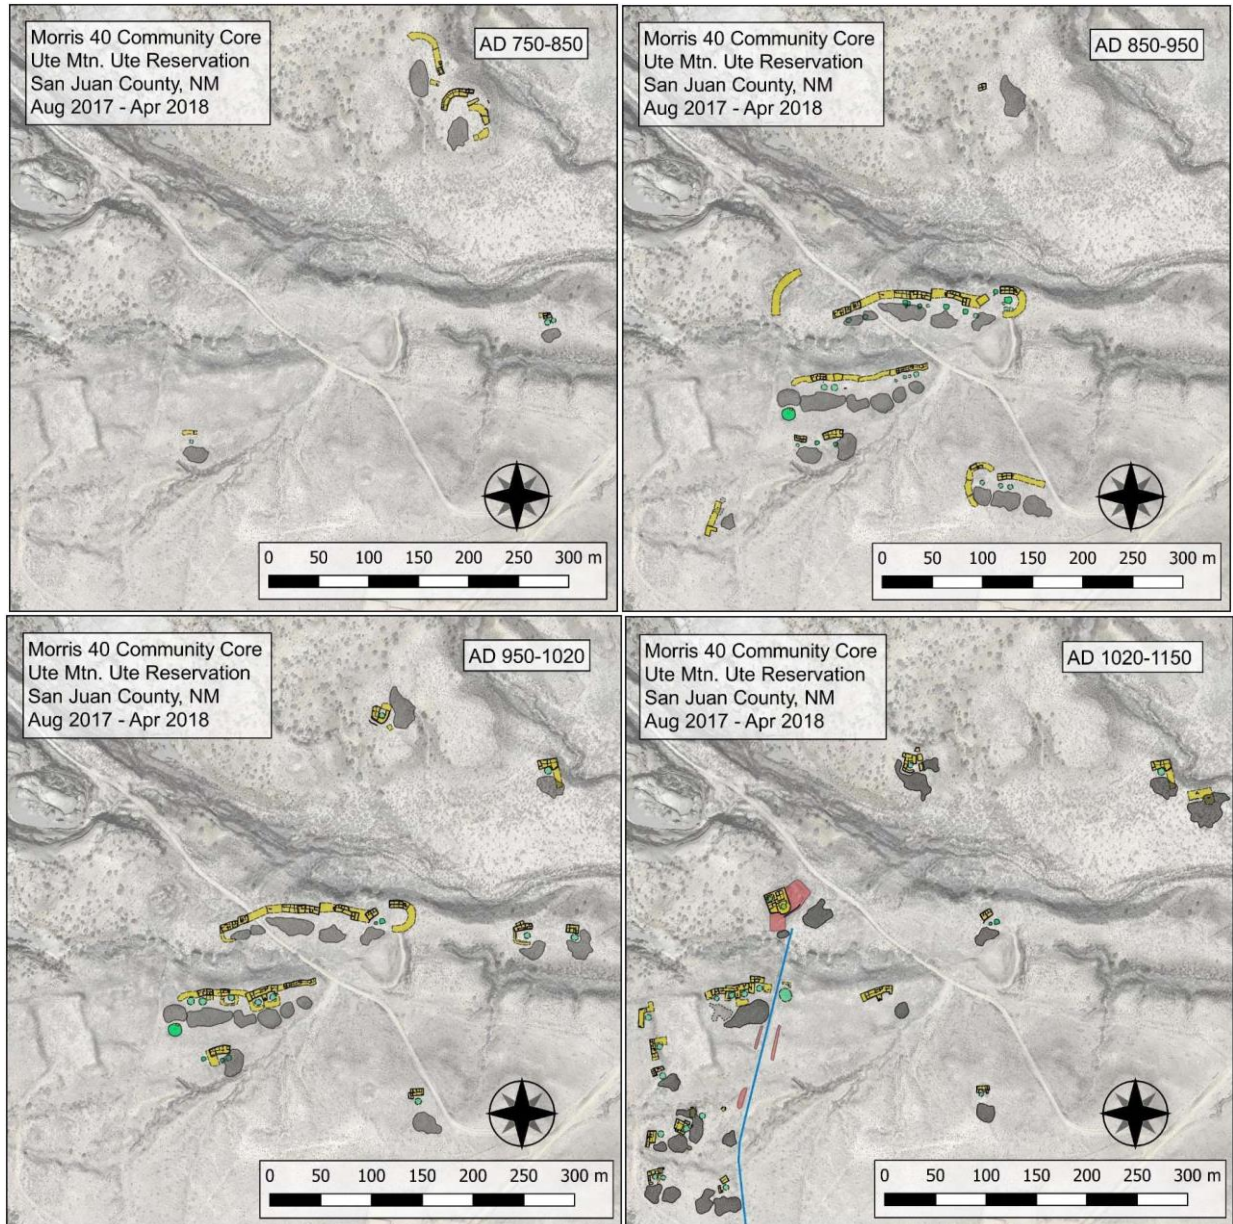 Morris 40 Community Core
Ute Mtn. Ute Reservation
San Juan County, NM
Aug 2017 - Apr 2018
AD 750-850
0 50 100 150 200 250 300 m
Morris 40 Community Core
Ute Mtn. Ute Reservation
San Juan County, NM
Aug 2017 - Apr 2018
AD 850-950
0 50 100 150 200 250 300 m
Morris 40 Community Core
Ute Mtn. Ute Reservation
San Juan County, NM
Aug 2017 - Apr 2018
AD 950-1020
0 50 100 150 200 250 300 m
Morris 40 Community Core
Ute Mtn. Ute Reservation
San Juan County, NM
Aug 2017 - Apr 2018
AD 1020-1150
0 50 100 150 200 250 300 m